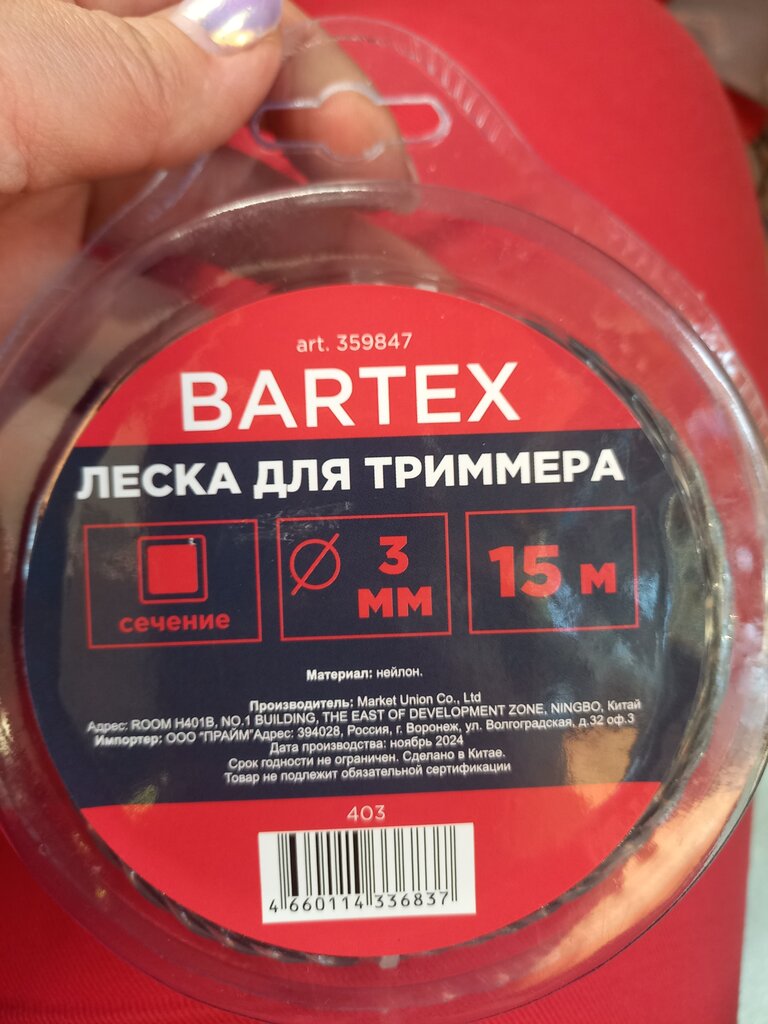 art. 359847
BARTEX
ЛЕСКА ДЛЯ ТРИММЕРА
сечение
3
мм
15 м
Материал: нейлон.
Производитель: Market Union Co., Ltd
Адрес: ROOM H401B, NO.1 BUILDING, THE EAST OF DEVELOPMENT ZONE, NINGBO, Китай
Импортер: ООО "ПРАЙМ"Адрес: 394028, Россия, г. Воронеж, ул. Волгоградская, д.32 оф.3
Дата производства: ноябрь 2024
Срок годности не ограничен. Сделано в Китае.
Товар не подлежит обязательной сертификации
403
4 660114 336837